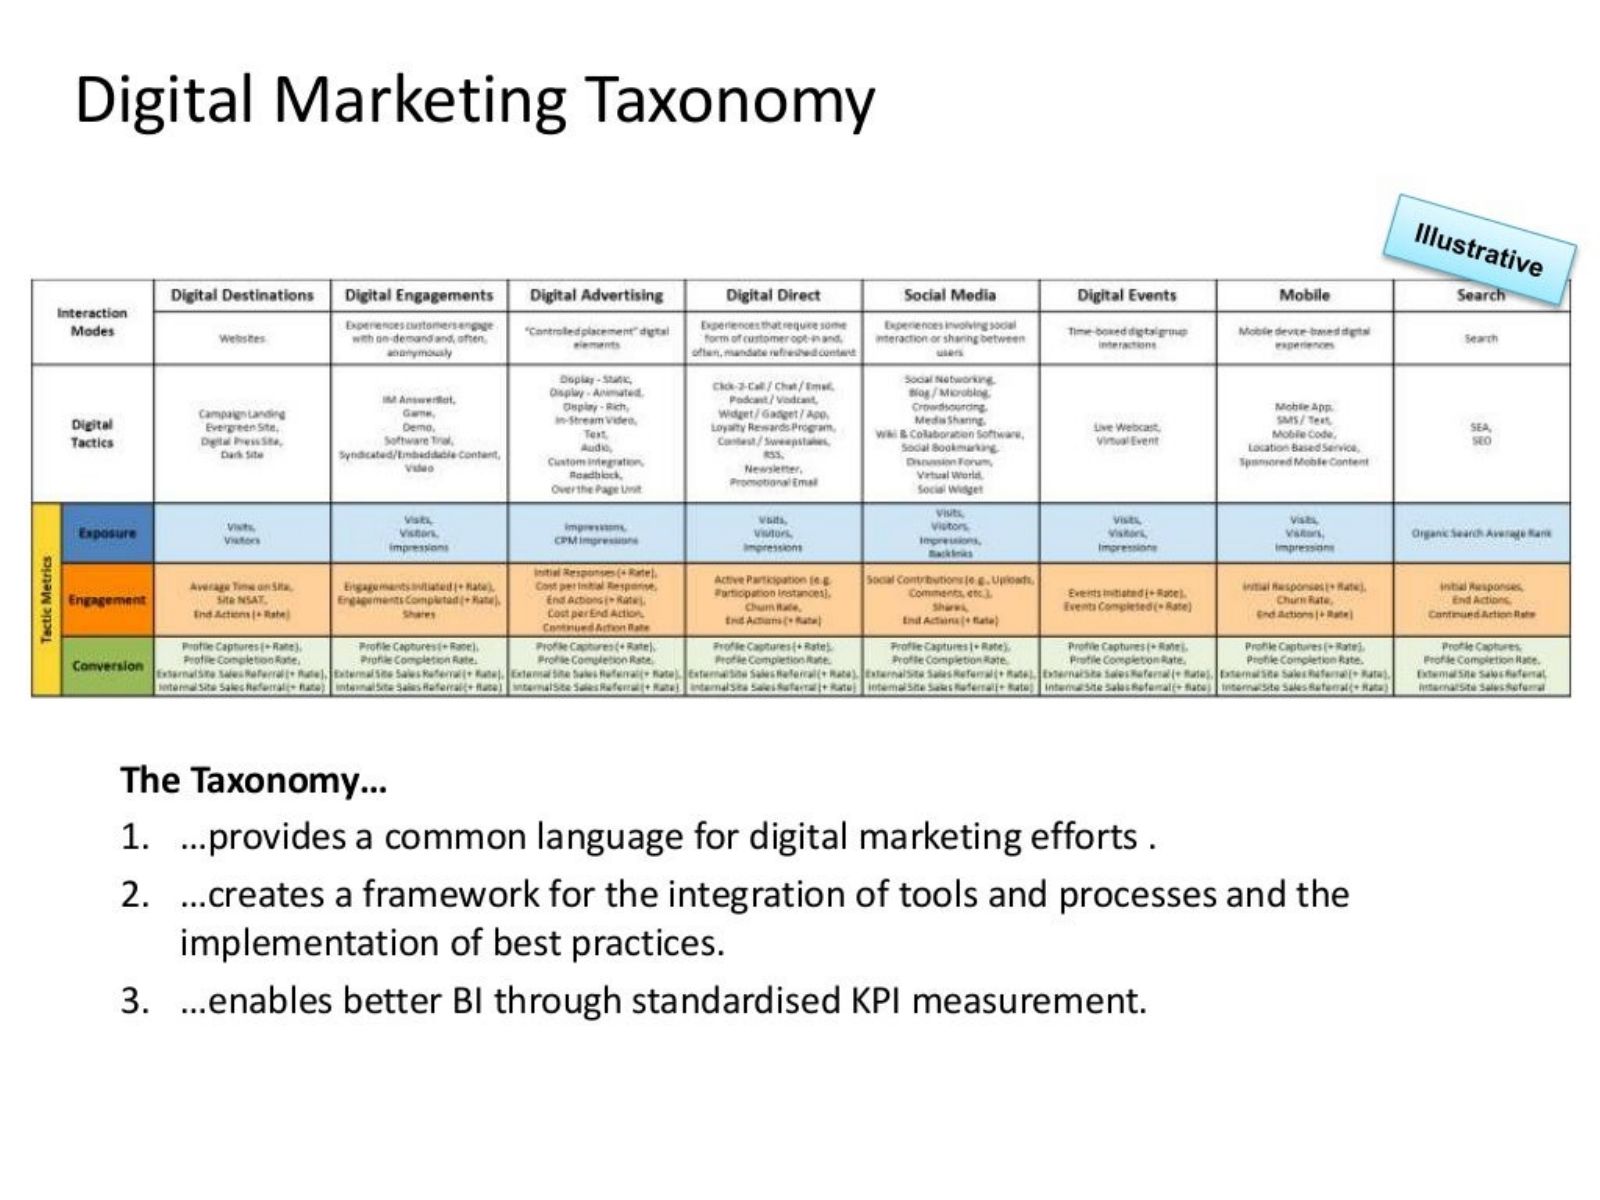 Digital Marketing Taxonomy
Illustrative
Interaction
Modes
Digital Destinations
Digital Engagements
Digital Advertising
Digital Direct
Social Media
Digital Events
Mobile
Search
Websites
Experiences customers engage
with on-demand and, often,
anonymously
"Controlled placement" digital
elements
Experiences that require some
form of customer opt-in and,
often, mandate refreshed content
Experiences involving social
interaction or sharing between
users
Time-boxed digital group
interactions
Mobile device-based digital
experiences
Search
Digital
Tactics
Campaign Landing
Evergreen Site,
Digital Press Site,
Dark Site
IM AnswerBot,
Game,
Demo,
Software Trial,
Syndicated/Embeddable Content,
Video
Display - Static,
Display - Animated,
Display - Rich,
In-Stream Video,
Text,
Audio,
Custom Integration,
Roadblock,
Over the Page Unit
Click-2-Call / Chat / Email,
Podcast / Vodcast,
Widget / Gadget / App,
Loyalty Rewards Program,
Contest / Sweepstakes,
RSS,
Newsletter,
Promotional Email
Social Networking,
Blog / Microblog,
Crowdsourcing,
Media Sharing,
Wiki & Collaboration Software,
Social Bookmarking,
Discussion Forum,
Virtual World,
Social Widget
Live Webcast,
Virtual Event
Mobile App,
SMS / Text,
Mobile Code,
Location Based Service,
Sponsored Mobile Content
SEA,
SEO
Tactic Metrics
Exposure
Visits,
Visitors
Visits,
Visitors,
Impressions
Impressions,
CPM Impressions
Visits,
Visitors,
Impressions
Visits,
Visitors,
Impressions,
Backlinks
Visits,
Visitors,
Impressions
Visits,
Visitors,
Impressions
Organic Search Average Rank
Engagement
Average Time on Site,
Site NSAT,
End Actions (+ Rate)
Engagements Initiated (+ Rate),
Engagements Completed (+ Rate),
Shares
Initial Responses (+ Rate),
Cost per Initial Response,
End Actions (+ Rate),
Cost per End Action,
Continued Action Rate
Active Participation (e.g.
Participation Instances),
Churn Rate,
End Actions (+ Rate)
Social Contributions (e.g., Uploads,
Comments, etc.),
Shares,
End Actions (+ Rate)
Events Initiated (+ Rate),
Events Completed (+ Rate)
Initial Responses (+ Rate),
Churn Rate,
End Actions (+ Rate)
Initial Responses,
End Actions,
Continued Action Rate
Conversion
Profile Captures (+ Rate),
Profile Completion Rate,
External Site Sales Referral (+ Rate),
Internal Site Sales Referral (+ Rate)
Profile Captures (+ Rate),
Profile Completion Rate,
External Site Sales Referral (+ Rate),
Internal Site Sales Referral (+ Rate)
Profile Captures (+ Rate),
Profile Completion Rate,
External Site Sales Referral (+ Rate),
Internal Site Sales Referral (+ Rate)
Profile Captures (+ Rate),
Profile Completion Rate,
External Site Sales Referral (+ Rate),
Internal Site Sales Referral (+ Rate)
Profile Captures (+ Rate),
Profile Completion Rate,
External Site Sales Referral (+ Rate),
Internal Site Sales Referral (+ Rate)
Profile Captures (+ Rate),
Profile Completion Rate,
External Site Sales Referral (+ Rate),
Internal Site Sales Referral (+ Rate)
Profile Captures (+ Rate),
Profile Completion Rate,
External Site Sales Referral (+ Rate),
Internal Site Sales Referral (+ Rate)
Profile Captures,
Profile Completion Rate,
External Site Sales Referral,
Internal Site Sales Referral
The Taxonomy…
1. …provides a common language for digital marketing efforts .
2. …creates a framework for the integration of tools and processes and the
implementation of best practices.
3. …enables better BI through standardised KPI measurement.